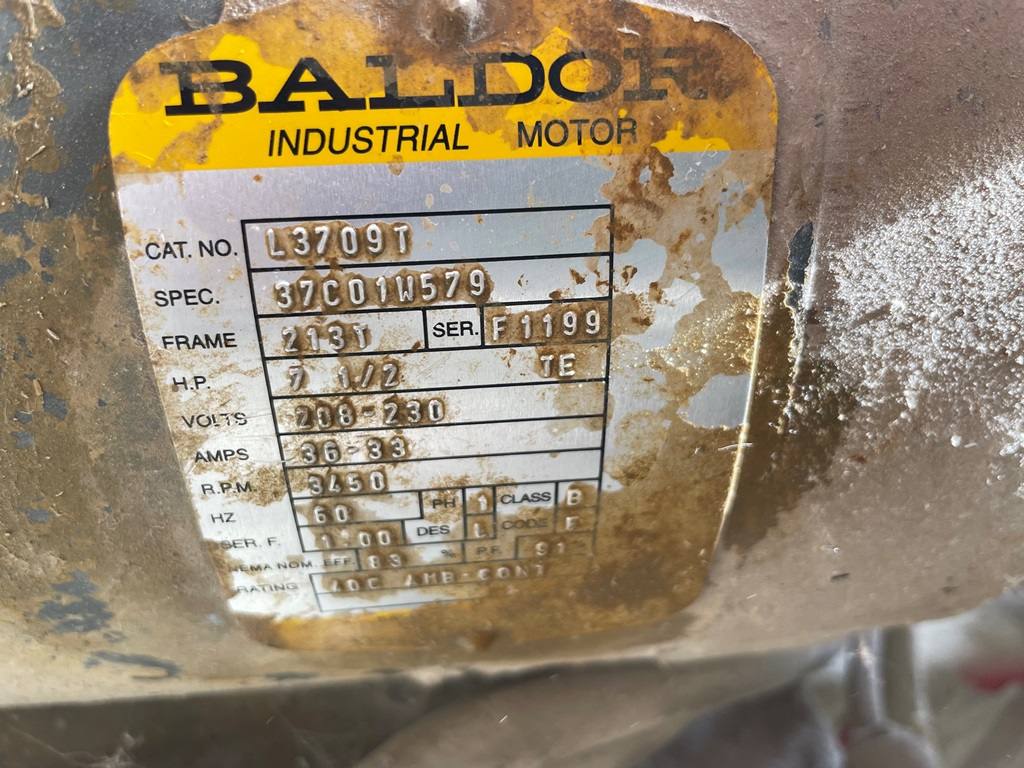 BALDOR
INDUSTRIAL MOTOR
CAT. NO. L3709T
SPEC. 37C01W579
FRAME 213T SER. F1199
H.P. 7 1/2 TE
VOLTS 208-230
AMPS 36-33
R.P.M. 3450
HZ 60 PH 1 CLASS B
SER. F. 1.00 DES L CODE F
NEMA NOM. EFF. 83 % P.F. 91
RATING 40C AMB-CONT